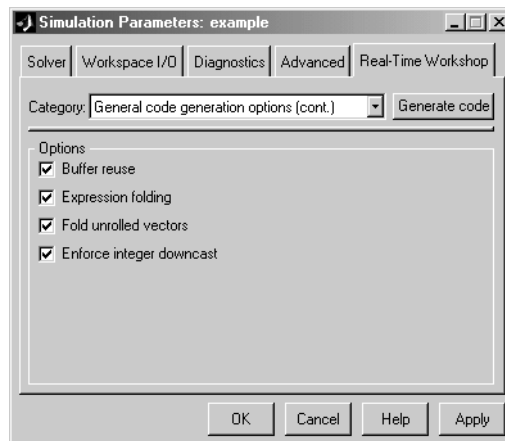 Simulation Parameters: example
Solver Workspace I/O Diagnostics Advanced Real-Time Workshop
Category: General code generation options (cont.) Generate code
Options
Buffer reuse
Expression folding
Fold unrolled vectors
Enforce integer downcast
OK Cancel Help Apply